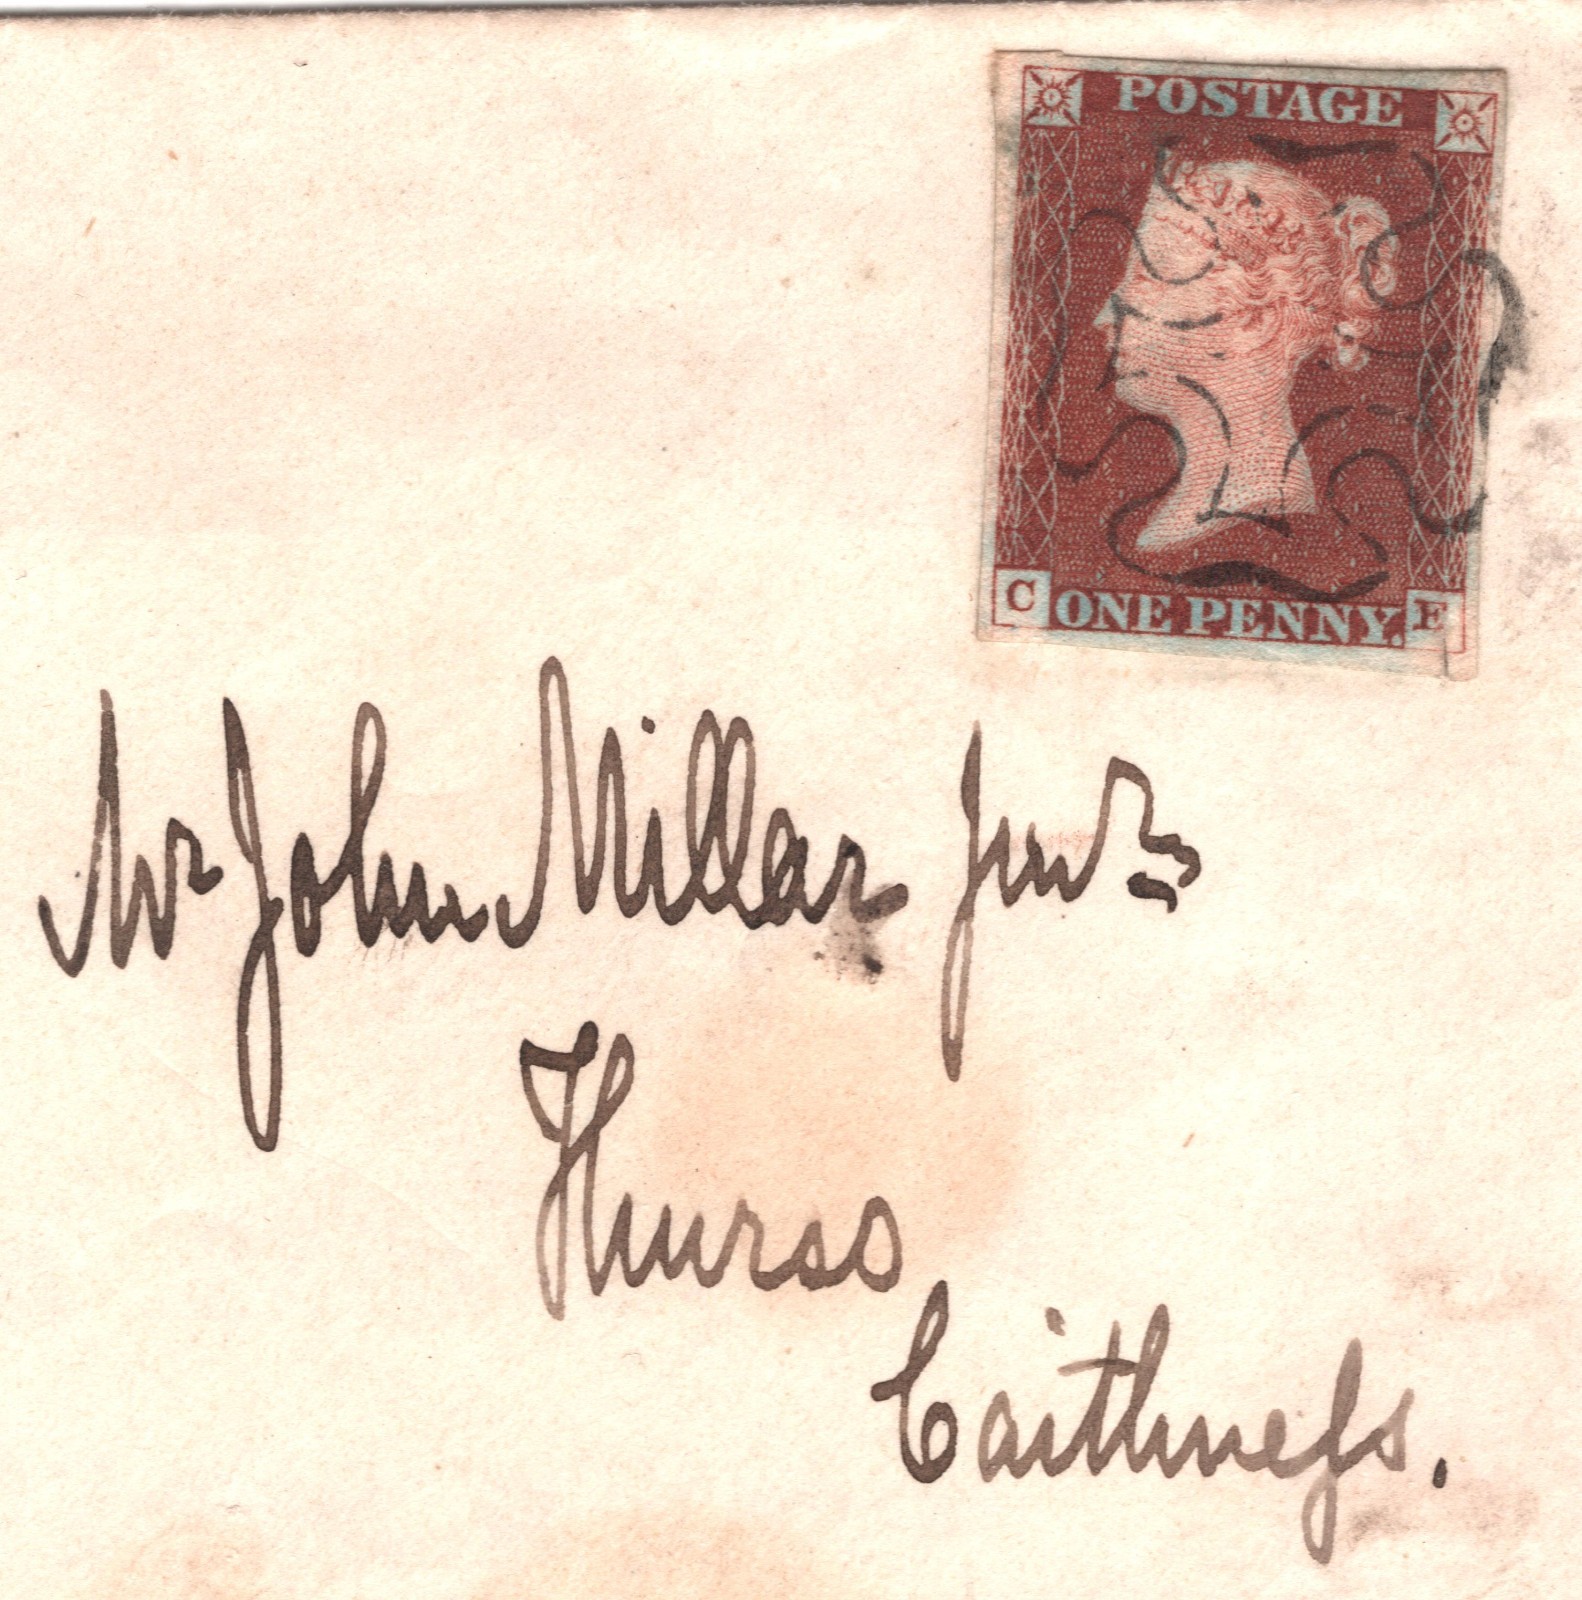 POSTAGE
C ONE PENNY. E
Mr John Millar Junr
Thurso
Caithneſs.